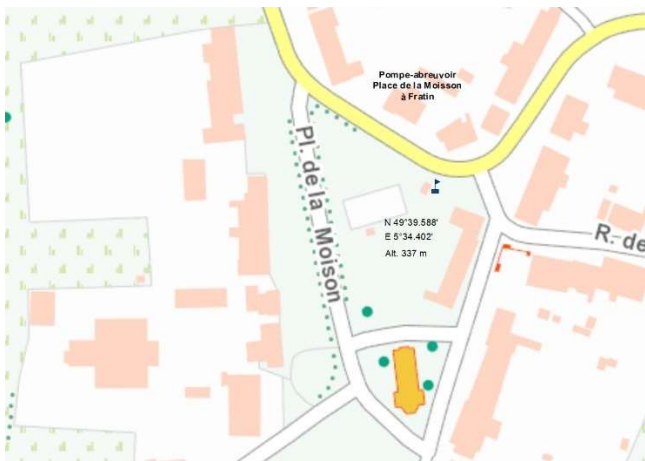 Pompe-abreuvoir
Place de la Moisson
à Fratin
Pl. de la Moison
N 49°39.588'
E 5°34.402'
Alt. 337 m
R. de